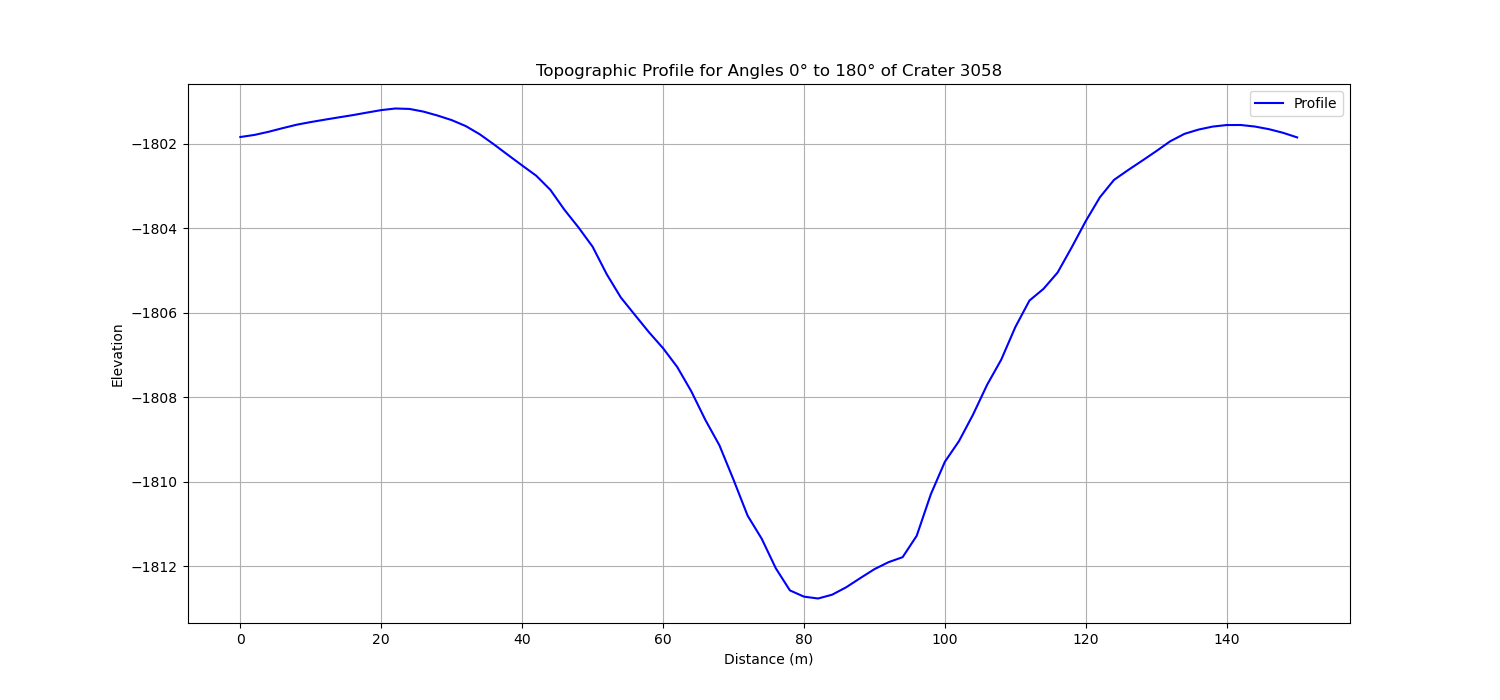 Topographic Profile for Angles 0° to 180° of Crater 3058
Profile
−1802
−1804
−1806
−1808
−1810
−1812
Elevation
0 20 40 60 80 100 120 140
Distance (m)